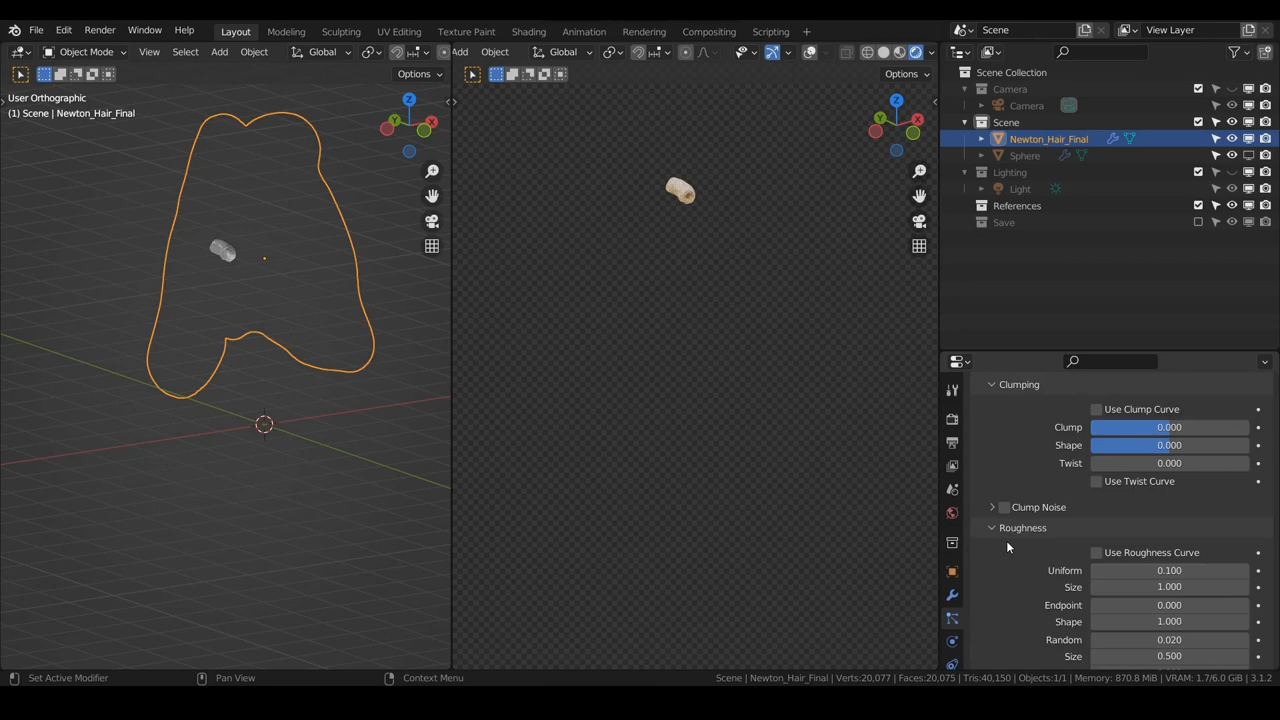 File Edit Render Window Help Layout Modeling Sculpting UV Editing Texture Paint Shading Animation Rendering Compositing Scripting + Scene View Layer
Object Mode View Select Add Object Global Add Object Global
Options Options
User Orthographic
(1) Scene | Newton_Hair_Final
Z
Y
X
Z
Y
X
Scene Collection
Camera
Camera
Scene
Newton_Hair_Final
Sphere
Lighting
Light
References
Save
Clumping
Use Clump Curve
Clump 0.000
Shape 0.000
Twist 0.000
Use Twist Curve
Clump Noise
Roughness
Use Roughness Curve
Uniform 0.100
Size 1.000
Endpoint 0.000
Shape 1.000
Random 0.020
Size 0.500
Set Active Modifier Pan View Context Menu Scene | Newton_Hair_Final | Verts:20,077 | Faces:20,075 | Tris:40,150 | Objects:1/1 | Memory: 870.8 MiB | VRAM: 1.7/6.0 GiB | 3.1.2